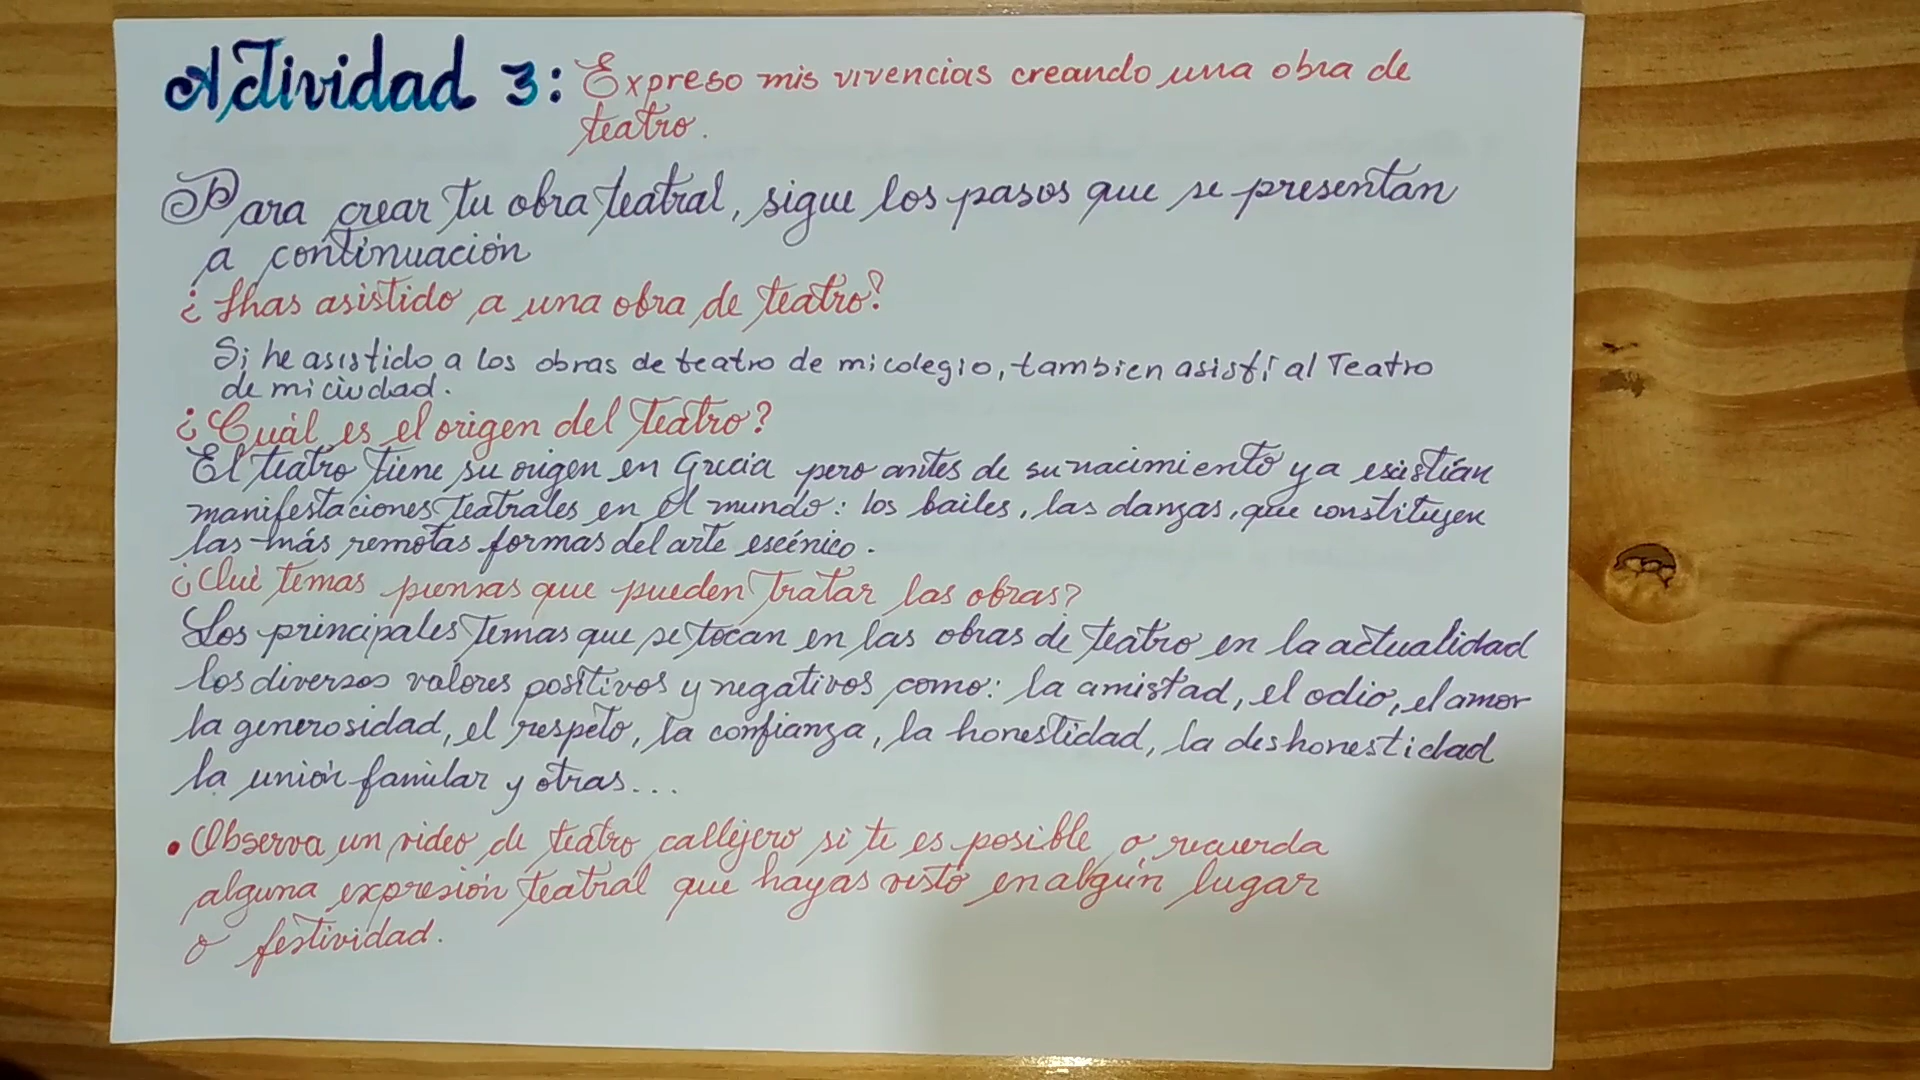 Actividad 3: Expreso mis vivencias creando una obra de
teatro.
Para crear tu obra teatral, sigue los pasos que se presentan
a continuación
¿Has asistido a una obra de teatro?
Si he asistido a los obras de teatro de mi colegio, tambien asistí al Teatro
de mi ciudad.
¿Cuál es el origen del teatro?
El teatro tiene su origen en Grecia pero antes de su nacimiento ya existían
manifestaciones teatrales en el mundo: los bailes, las danzas, que constituyen
las más remotas formas del arte escénico.
¿Qué temas piensas que pueden tratar las obras?
Los principales temas que se tocan en las obras de teatro en la actualidad
los diversos valores positivos y negativos como: la amistad, el odio, el amor
la generosidad, el respeto, la confianza, la honestidad, la deshonestidad
la unión familar y otras...
• Observa un video de teatro callejero si te es posible o recuerda
alguna expresión teatral que hayas visto en algún lugar
o festividad.